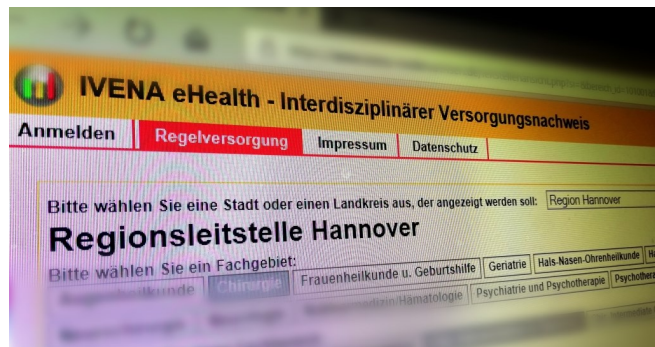 IVENA eHealth - Interdisziplinärer Versorgungsnachweis
Anmelden Regelversorgung Impressum Datenschutz
Bitte wählen Sie eine Stadt oder einen Landkreis aus, der angezeigt werden soll: Region Hannover
Regionsleitstelle Hannover
Bitte wählen Sie ein Fachgebiet:
Augenheilkunde Chirurgie Frauenheilkunde u. Geburtshilfe Geriatrie Hals-Nasen-Ohrenheilkunde
Psychiatrie und Psychotherapie